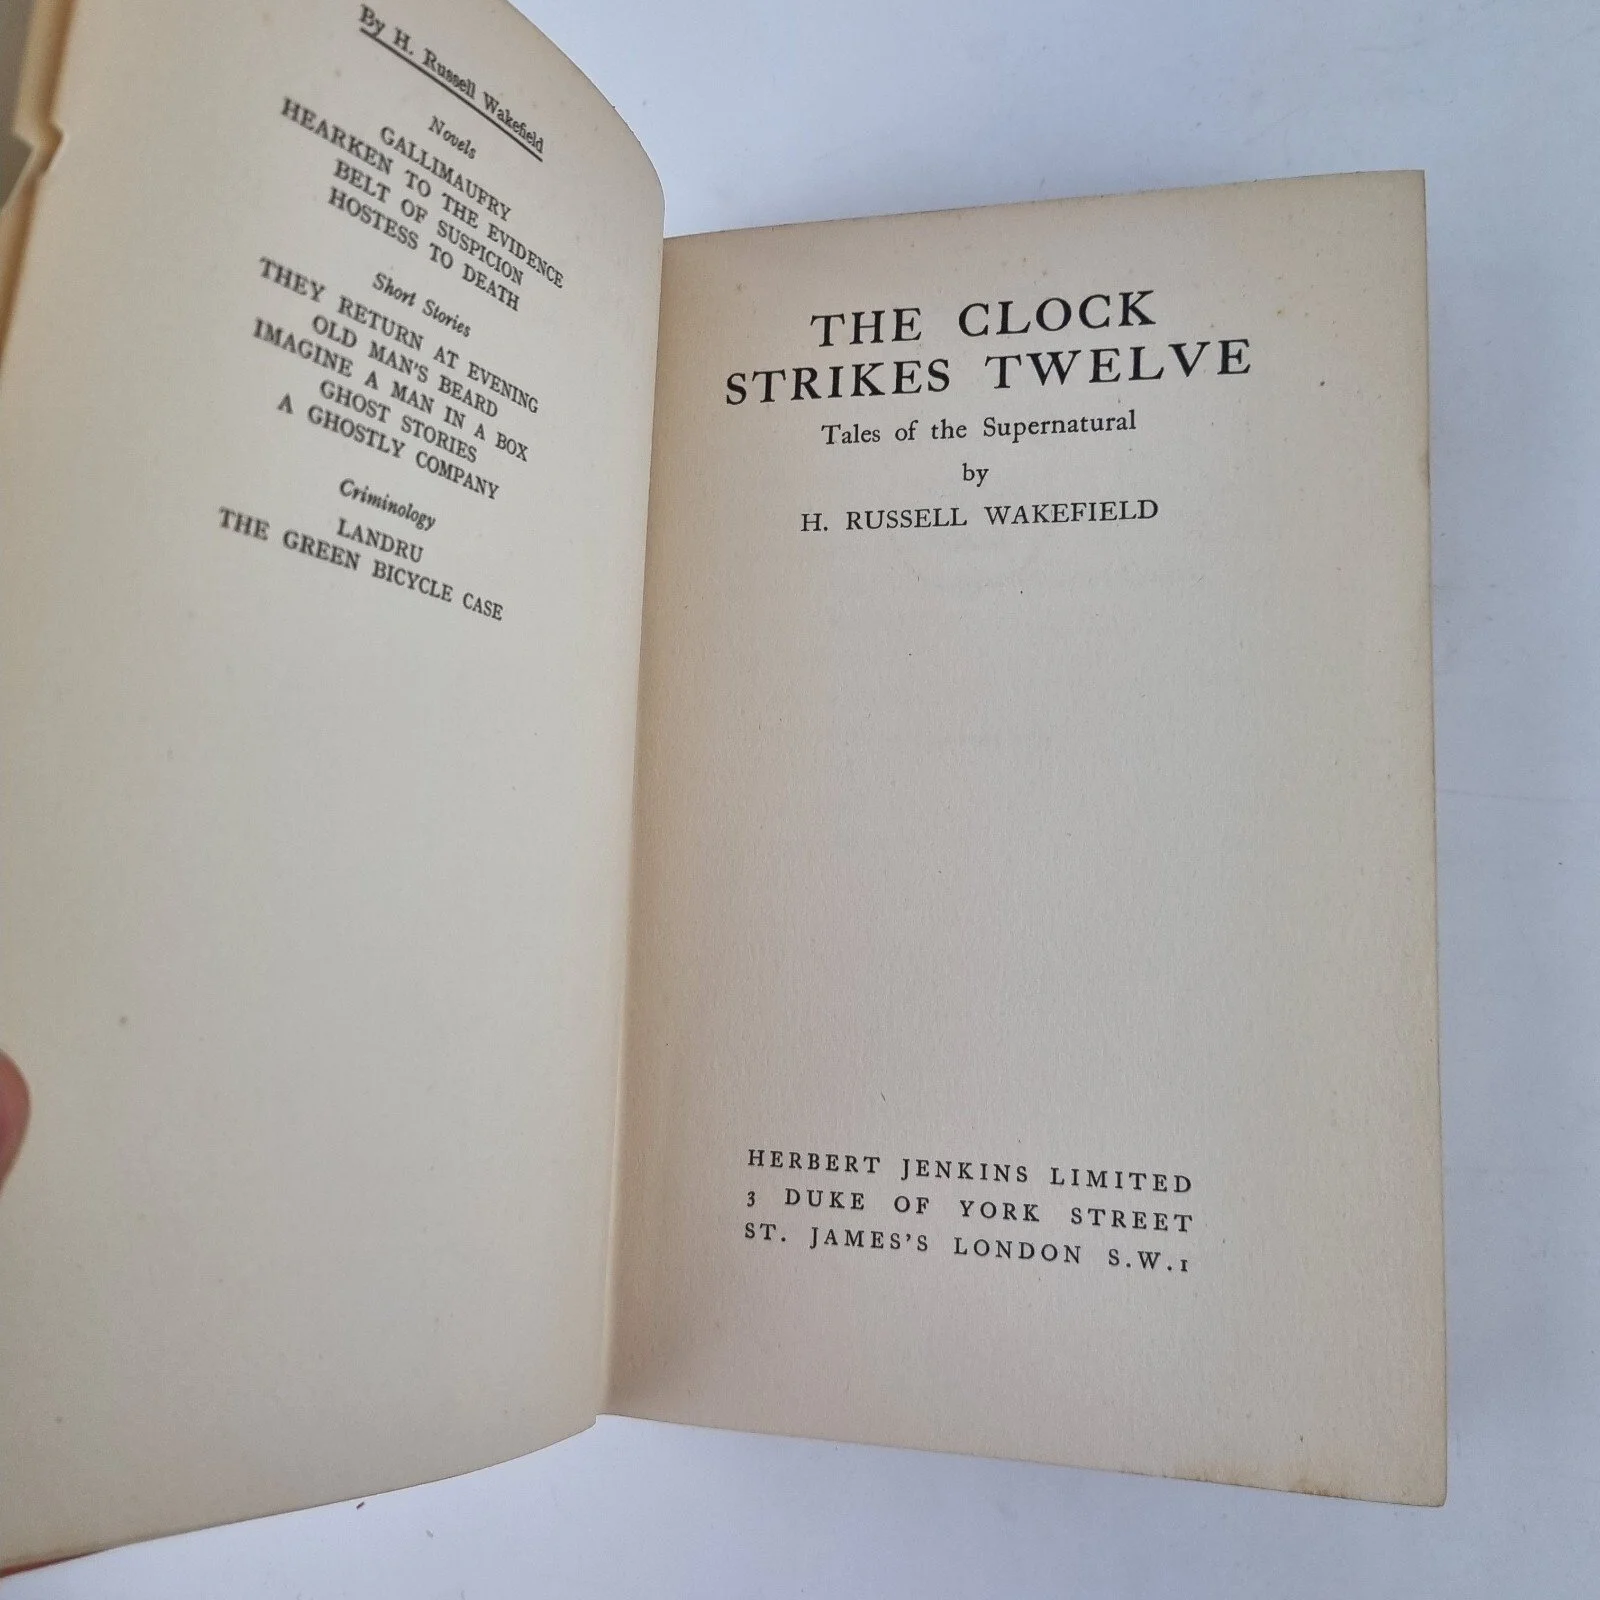 By H. Russell Wakefield
Novels
GALLIMAUFRY
HEARKEN TO THE EVIDENCE
BELT OF SUSPICION
HOSTESS TO DEATH
Short Stories
THEY RETURN AT EVENING
OLD MAN'S BEARD
IMAGINE A MAN IN A BOX
GHOST STORIES
A GHOSTLY COMPANY
Criminology
LANDRU
THE GREEN BICYCLE CASE
THE CLOCK
STRIKES TWELVE
Tales of the Supernatural
by
H. RUSSELL WAKEFIELD
HERBERT JENKINS LIMITED
3 DUKE OF YORK STREET
ST. JAMES'S LONDON S.W.1